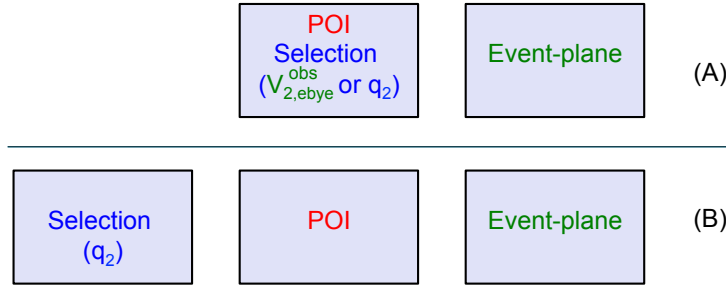 POI
Selection
(V₂,ebye^obs or q₂)
Event-plane
(A)
Selection
(q₂)
POI
Event-plane
(B)